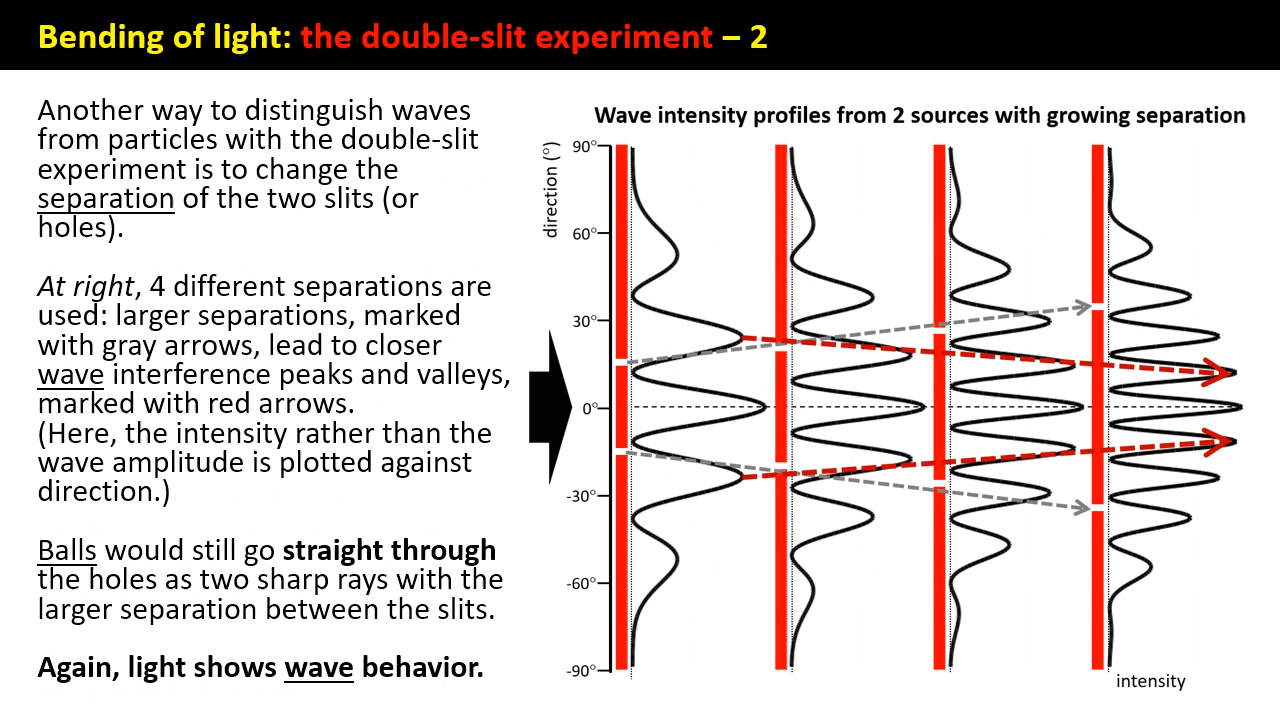 Bending of light: the double-slit experiment – 2
Another way to distinguish waves
from particles with the double-slit
experiment is to change the
separation of the two slits (or
holes).
At right, 4 different separations are
used: larger separations, marked
with gray arrows, lead to closer
wave interference peaks and valleys,
marked with red arrows.
(Here, the intensity rather than the
wave amplitude is plotted against
direction.)
Balls would still go straight through
the holes as two sharp rays with the
larger separation between the slits.
Again, light shows wave behavior.
Wave intensity profiles from 2 sources with growing separation
direction (°)
90°
60°
30°
0°
-30°
-60°
-90°
intensity